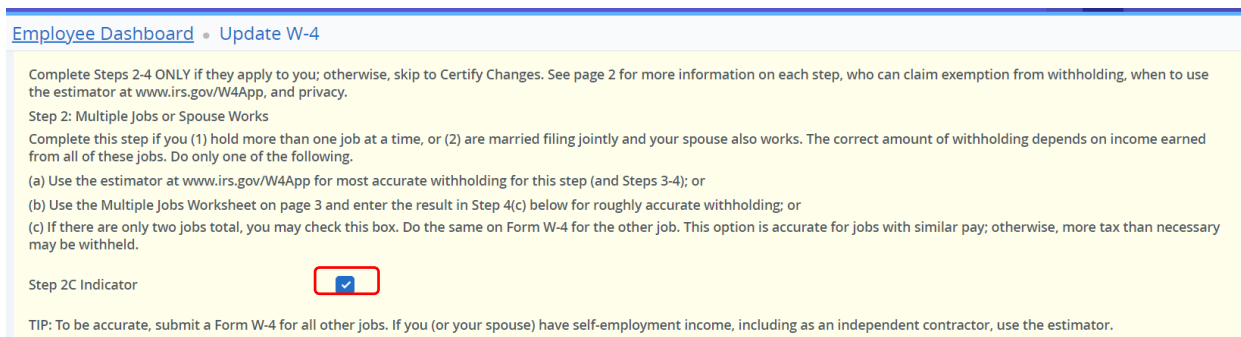 Employee Dashboard • Update W-4
Complete Steps 2-4 ONLY if they apply to you; otherwise, skip to Certify Changes. See page 2 for more information on each step, who can claim exemption from withholding, when to use
the estimator at www.irs.gov/W4App, and privacy.
Step 2: Multiple Jobs or Spouse Works
Complete this step if you (1) hold more than one job at a time, or (2) are married filing jointly and your spouse also works. The correct amount of withholding depends on income earned
from all of these jobs. Do only one of the following.
(a) Use the estimator at www.irs.gov/W4App for most accurate withholding for this step (and Steps 3-4); or
(b) Use the Multiple Jobs Worksheet on page 3 and enter the result in Step 4(c) below for roughly accurate withholding; or
(c) If there are only two jobs total, you may check this box. Do the same on Form W-4 for the other job. This option is accurate for jobs with similar pay; otherwise, more tax than necessary
may be withheld.
Step 2C Indicator
TIP: To be accurate, submit a Form W-4 for all other jobs. If you (or your spouse) have self-employment income, including as an independent contractor, use the estimator.